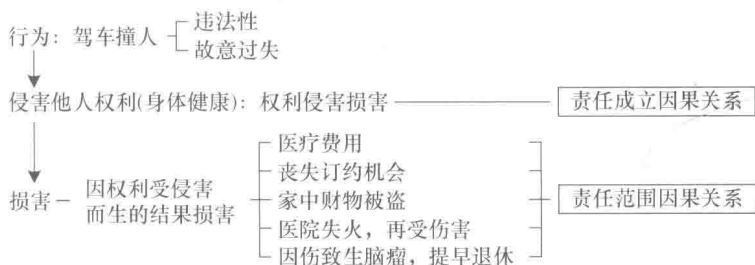 违法性
行为：驾车撞人
故意过失
侵害他人权利(身体健康)：权利侵害损害
责任成立因果关系
医疗费用
丧失订约机会
因权利受侵害
损害
家中财物被盗
责任范围因果关系
而生的结果损害
医院失火，再受伤害
因伤致生脑瘤，提早退休